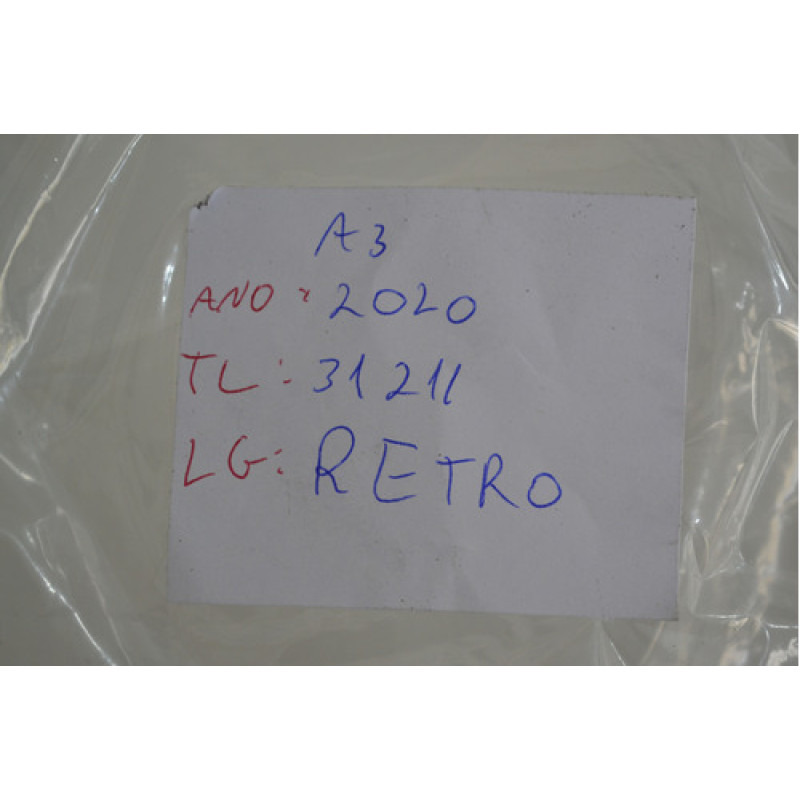 A3
ANO: 2020
TL: 31211
LG: RETRO